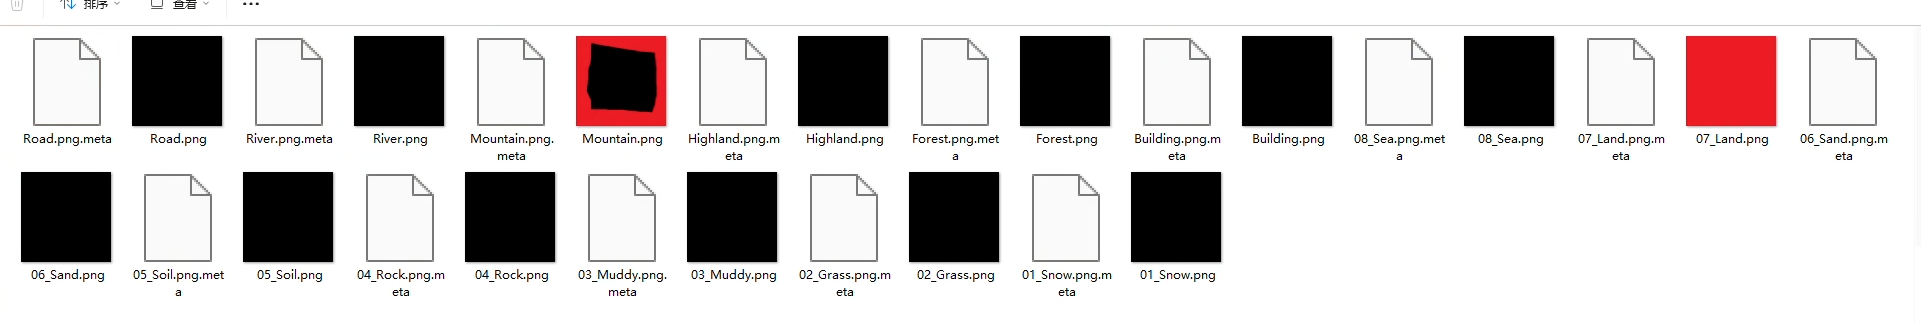 排序 查看 ...
Road.png.meta Road.png River.png.meta River.png Mountain.png. Mountain.png Highland.png.m Highland.png Forest.png.met Forest.png Building.png.m Building.png 08_Sea.png.met 08_Sea.png 07_Land.png.m 07_Land.png 06_Sand.png.m
meta eta a eta a eta eta
06_Sand.png 05_Soil.png.met 05_Soil.png 04_Rock.png.m 04_Rock.png 03_Muddy.png. 03_Muddy.png 02_Grass.png.m 02_Grass.png 01_Snow.png.m 01_Snow.png
a eta meta eta eta